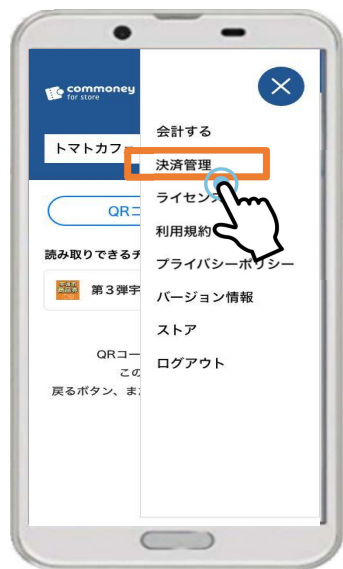 commoney
for store
トマトカフ
QRコ
読み取りできるチ
第3弾宇
QRコー
この
戻るボタン、ま
会計する
決済管理
ライセンス
利用規約
プライバシーポリシー
バージョン情報
ストア
ログアウト